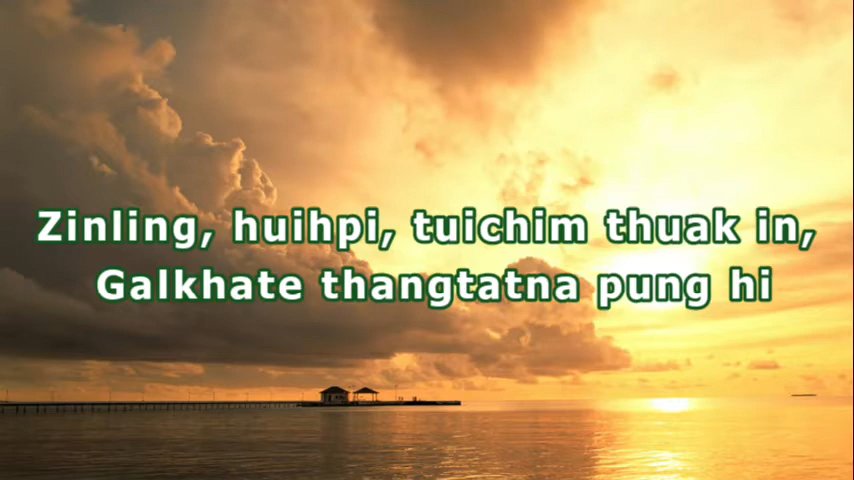 Zinling, huihpi, tuichim thuak in,
Galkhate thangtatna pung hi